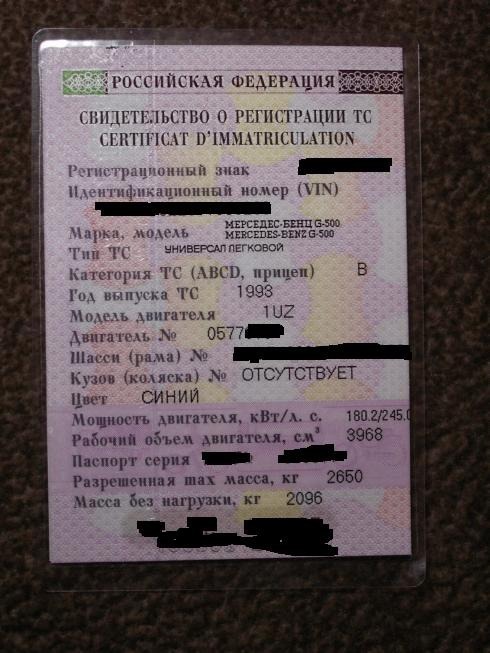 РОССИЙСКАЯ ФЕДЕРАЦИЯ
СВИДЕТЕЛЬСТВО О РЕГИСТРАЦИИ ТС
CERTIFICAT D'IMMATRICULATION
Регистрационный знак
Идентификационный номер (VIN)
Марка, модель МЕРСЕДЕС-БЕНЦ G-500
MERCEDES-BENZ G-500
Тип ТС УНИВЕРСАЛ ЛЕГКОВОЙ
Категория ТС (ABCD, прицеп) B
Год выпуска ТС 1993
Модель двигателя 1UZ
Двигатель № 0577
Шасси (рама) №
Кузов (коляска) № ОТСУТСТВУЕТ
Цвет СИНИЙ
Мощность двигателя, кВт/л. с. 180.2/245.0
Рабочий объем двигателя, см³ 3968
Паспорт серия
Разрешенная max масса, кг 2650
Масса без нагрузки, кг 2096